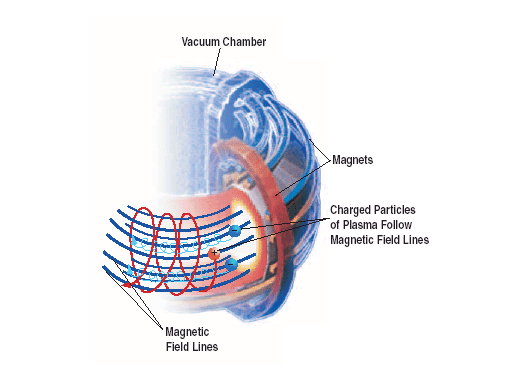 Vacuum Chamber
Magnets
Charged Particles
of Plasma Follow
Magnetic Field Lines
Magnetic
Field Lines